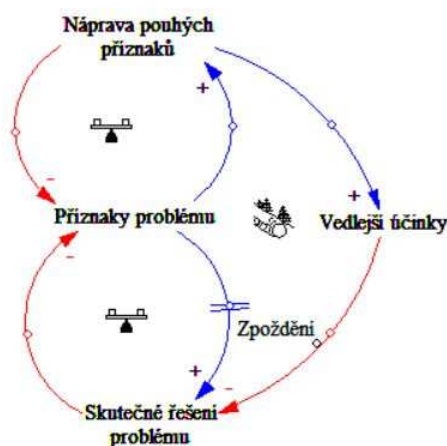 Náprava pouhých
příznaků
+
−
Příznaky problému
+
Vedlejší účinky
−
Zpoždění
+
−
Skutečné řešení
problému